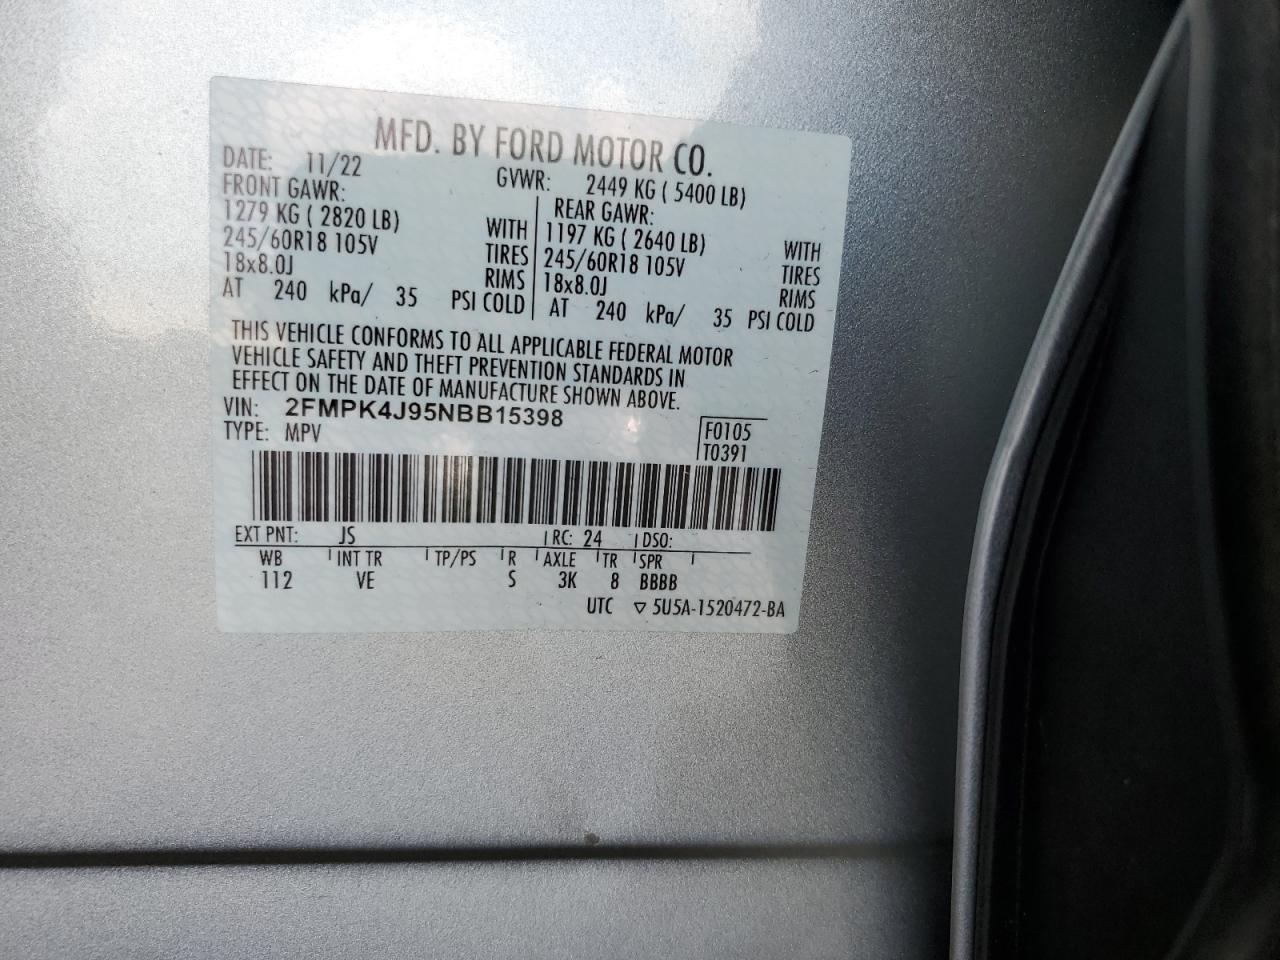 MFD. BY FORD MOTOR CO.
DATE: 11/22 GVWR: 2449 KG ( 5400 LB)
FRONT GAWR: REAR GAWR:
1279 KG ( 2820 LB) WITH 1197 KG ( 2640 LB) WITH
245/60R18 105V TIRES 245/60R18 105V TIRES
18x8.0J RIMS 18x8.0J RIMS
AT 240 kPa/ 35 PSI COLD AT 240 kPa/ 35 PSI COLD
THIS VEHICLE CONFORMS TO ALL APPLICABLE FEDERAL MOTOR
VEHICLE SAFETY AND THEFT PREVENTION STANDARDS IN
EFFECT ON THE DATE OF MANUFACTURE SHOWN ABOVE.
VIN: 2FMPK4J95NBB15398
TYPE: MPV
F0105
T0391
EXT PNT: JS RC: 24 DSO:
WB INT TR TP/PS R AXLE TR SPR
112 VE S 3K 8 BBBB
UTC ▽ 5U5A-1520472-BA